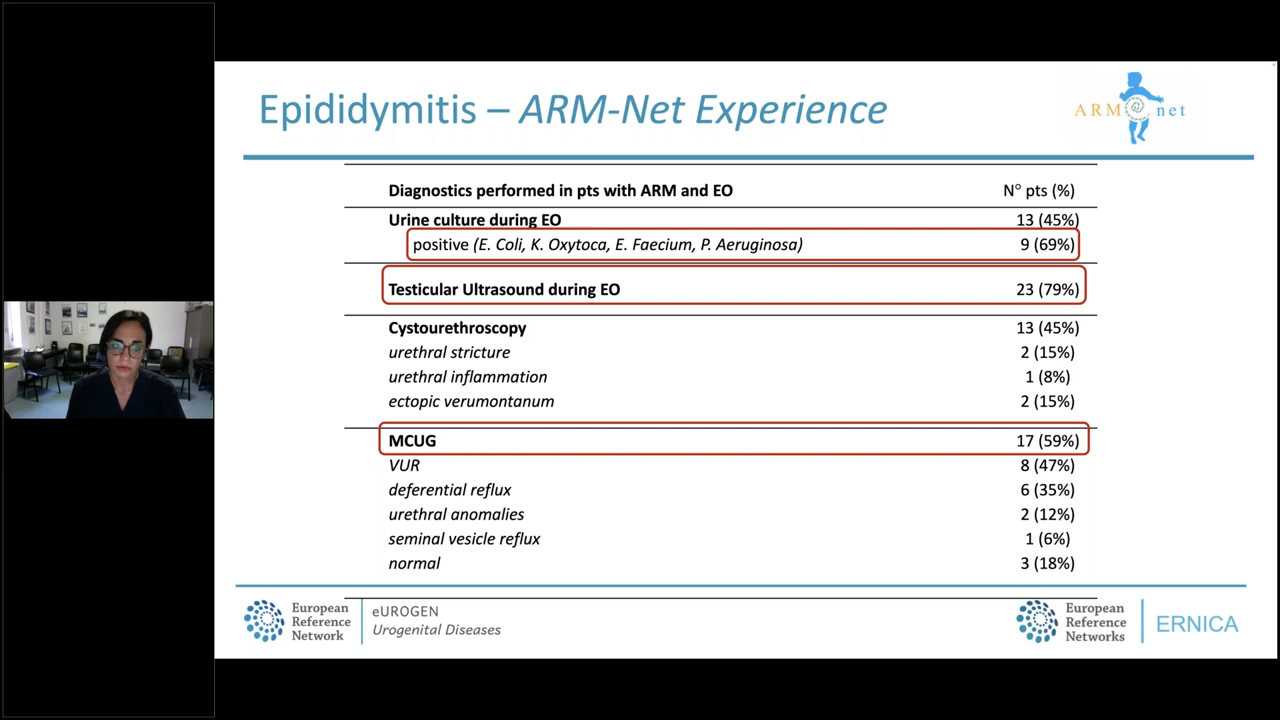 Epididymitis – ARM-Net Experience
ARM net
Diagnostics performed in pts with ARM and EO N° pts (%)
Urine culture during EO 13 (45%)
positive (E. Coli, K. Oxytoca, E. Faecium, P. Aeruginosa) 9 (69%)
Testicular Ultrasound during EO 23 (79%)
Cystourethroscopy 13 (45%)
urethral stricture 2 (15%)
urethral inflammation 1 (8%)
ectopic verumontanum 2 (15%)
MCUG 17 (59%)
VUR 8 (47%)
deferential reflux 6 (35%)
urethral anomalies 2 (12%)
seminal vesicle reflux 1 (6%)
normal 3 (18%)
European
Reference
Network
eUROGEN
Urogenital Diseases
European
Reference
Networks
ERNICA